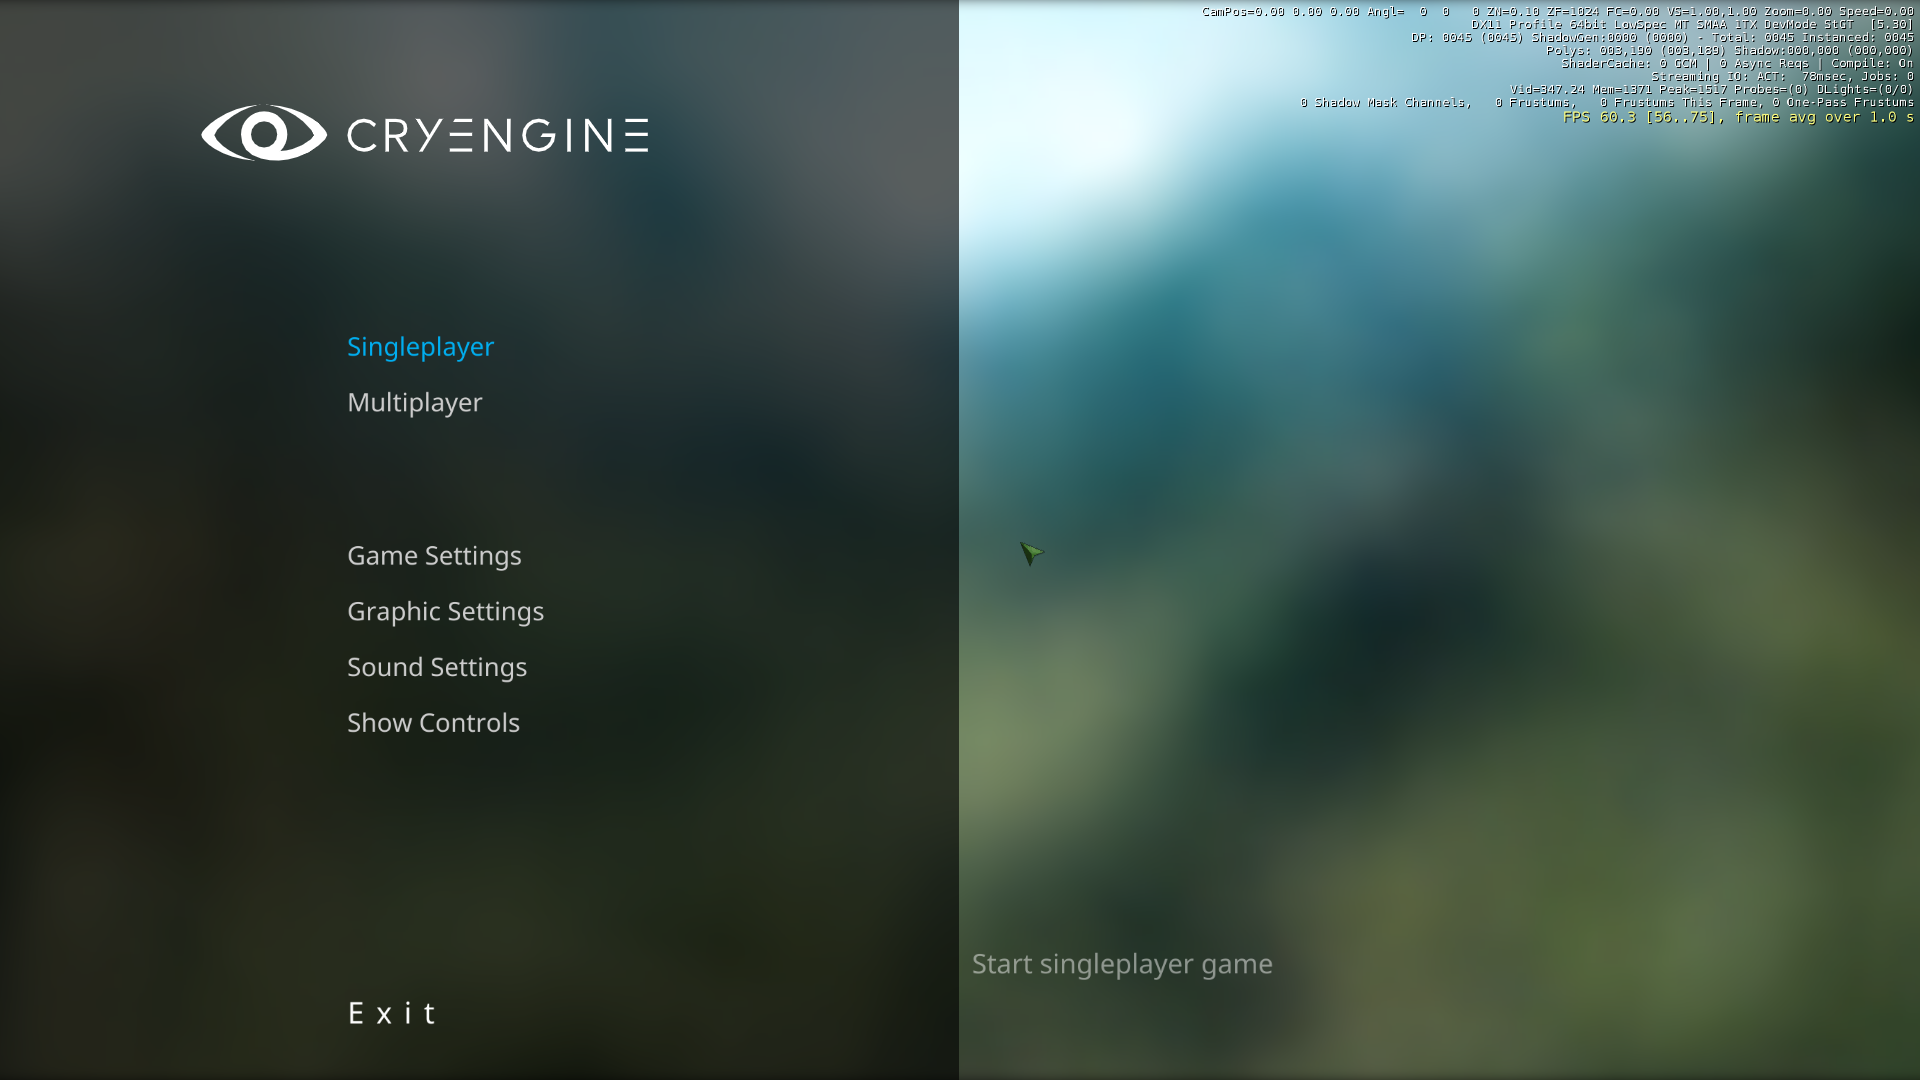 CamPos=0.00 0.00 0.00 Angl=  0  0   0 ZN=0.10 ZF=1024 FC=0.00 VS=1.00,1.00 Zoom=0.00 Speed=0.00
DX11 Profile 64bit LowSpec MT SMAA 1TX DevMode StGT  [5.30]
DP: 0045 (0045) ShadowGen:0000 (0000) - Total: 0045 Instanced: 0045
Polys: 003,190 (003,189) Shadow:000,000 (000,000)
ShaderCache: 0 GCM | 0 Async Reqs | Compile: On
Streaming IO: ACT:  78msec, Jobs: 0
Vid=347.24 Mem=1371 Peak=1517 Probes=(0) DLights=(0/0)
0 Shadow Mask Channels,   0 Frustums,   0 Frustums This Frame, 0 One-Pass Frustums
FPS 60.3 [56..75], frame avg over 1.0 s
CRYENGINE
Singleplayer
Multiplayer
Game Settings
Graphic Settings
Sound Settings
Show Controls
Start singleplayer game
Exit